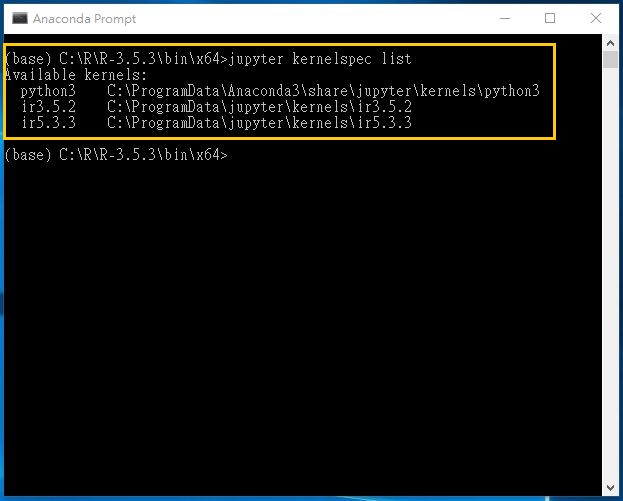 Anaconda Prompt
(base) C:\R\R-3.5.3\bin\x64>jupyter kernelspec list
Available kernels:
  python3    C:\ProgramData\Anaconda3\share\jupyter\kernels\python3
  ir3.5.2    C:\ProgramData\jupyter\kernels\ir3.5.2
  ir5.3.3    C:\ProgramData\jupyter\kernels\ir5.3.3
(base) C:\R\R-3.5.3\bin\x64>